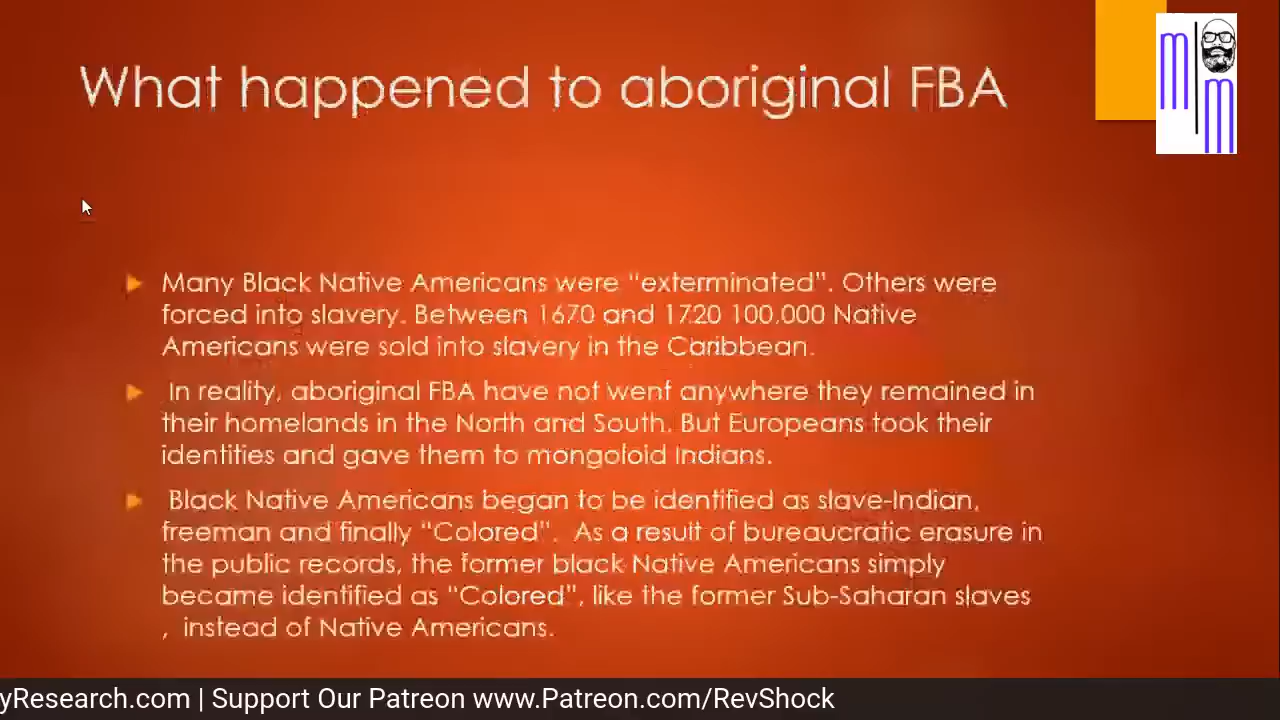 What happened to aboriginal FBA
m
m
Many Black Native Americans were “exterminated”. Others were
forced into slavery. Between 1670 and 1720 100,000 Native
Americans were sold into slavery in the Caribbean.
In reality, aboriginal FBA have not went anywhere they remained in
their homelands in the North and South. But Europeans took their
identities and gave them to mongoloid Indians.
Black Native Americans began to be identified as slave-Indian,
freeman and finally “Colored”. As a result of bureaucratic erasure in
the public records, the former black Native Americans simply
became identified as “Colored”, like the former Sub-Saharan slaves
, instead of Native Americans.
yResearch.com | Support Our Patreon www.Patreon.com/RevShock